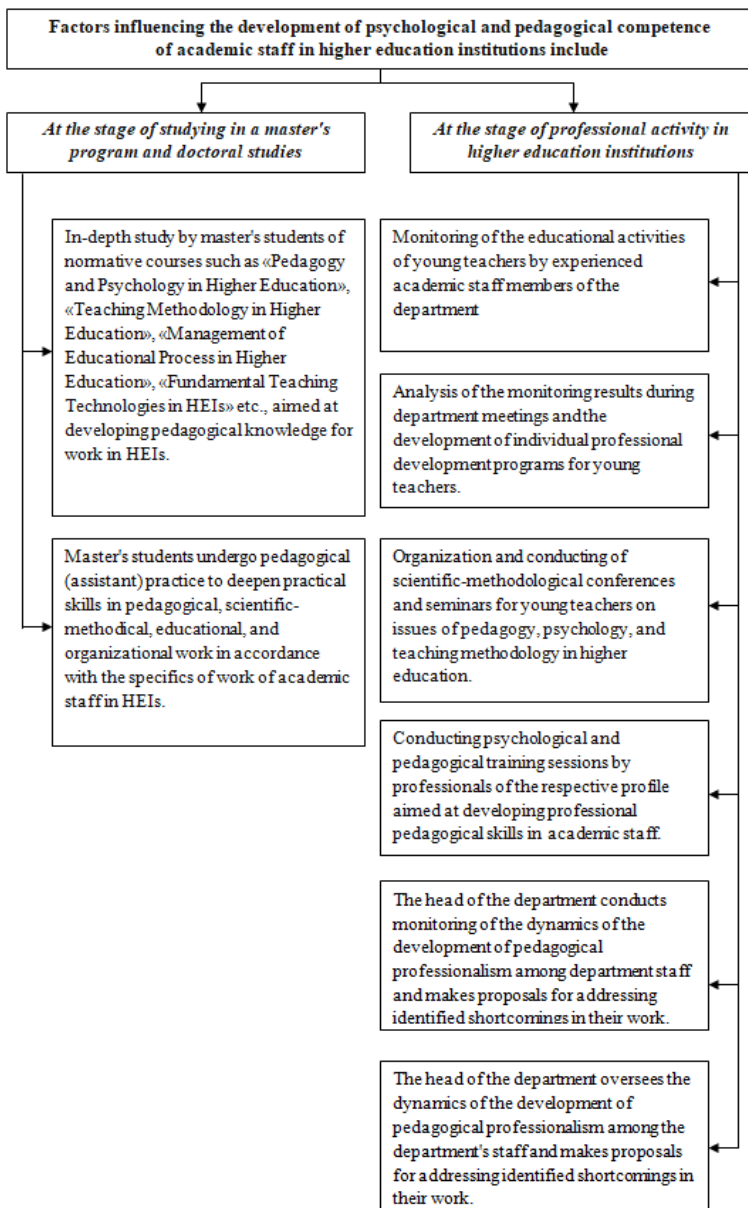 Factors influencing the development of psychological and pedagogical competence
of academic staff in higher education institutions include
At the stage of studying in a master's
program and doctoral studies
At the stage of professional activity in
higher education institutions
In-depth study by master's students of
normative courses such as «Pedagogy
and Psychology in Higher Education»,
«Teaching Methodology in Higher
Education», «Management of
Educational Process in Higher
Education», «Fundamental Teaching
Technologies in HEIs» etc., aimed at
developing pedagogical knowledge for
work in HEIs.
Master's students undergo pedagogical
(assistant) practice to deepen practical
skills in pedagogical, scientific-
methodical, educational, and
organizational work in accordance
with the specifics of work of academic
staff in HEIs.
Monitoring of the educational activities
of young teachers by experienced
academic staff members of the
department
Analysis of the monitoring results during
department meetings and the
development of individual professional
development programs for young
teachers.
Organization and conducting of
scientific-methodological conferences
and seminars for young teachers on
issues of pedagogy, psychology, and
teaching methodology in higher
education.
Conducting psychological and
pedagogical training sessions by
professionals of the respective profile
aimed at developing professional
pedagogical skills in academic staff.
The head of the department conducts
monitoring of the dynamics of the
development of pedagogical
professionalism among department staff
and makes proposals for addressing
identified shortcomings in their work.
The head of the department oversees the
dynamics of the development of
pedagogical professionalism among the
department's staff and makes proposals
for addressing identified shortcomings in
their work.